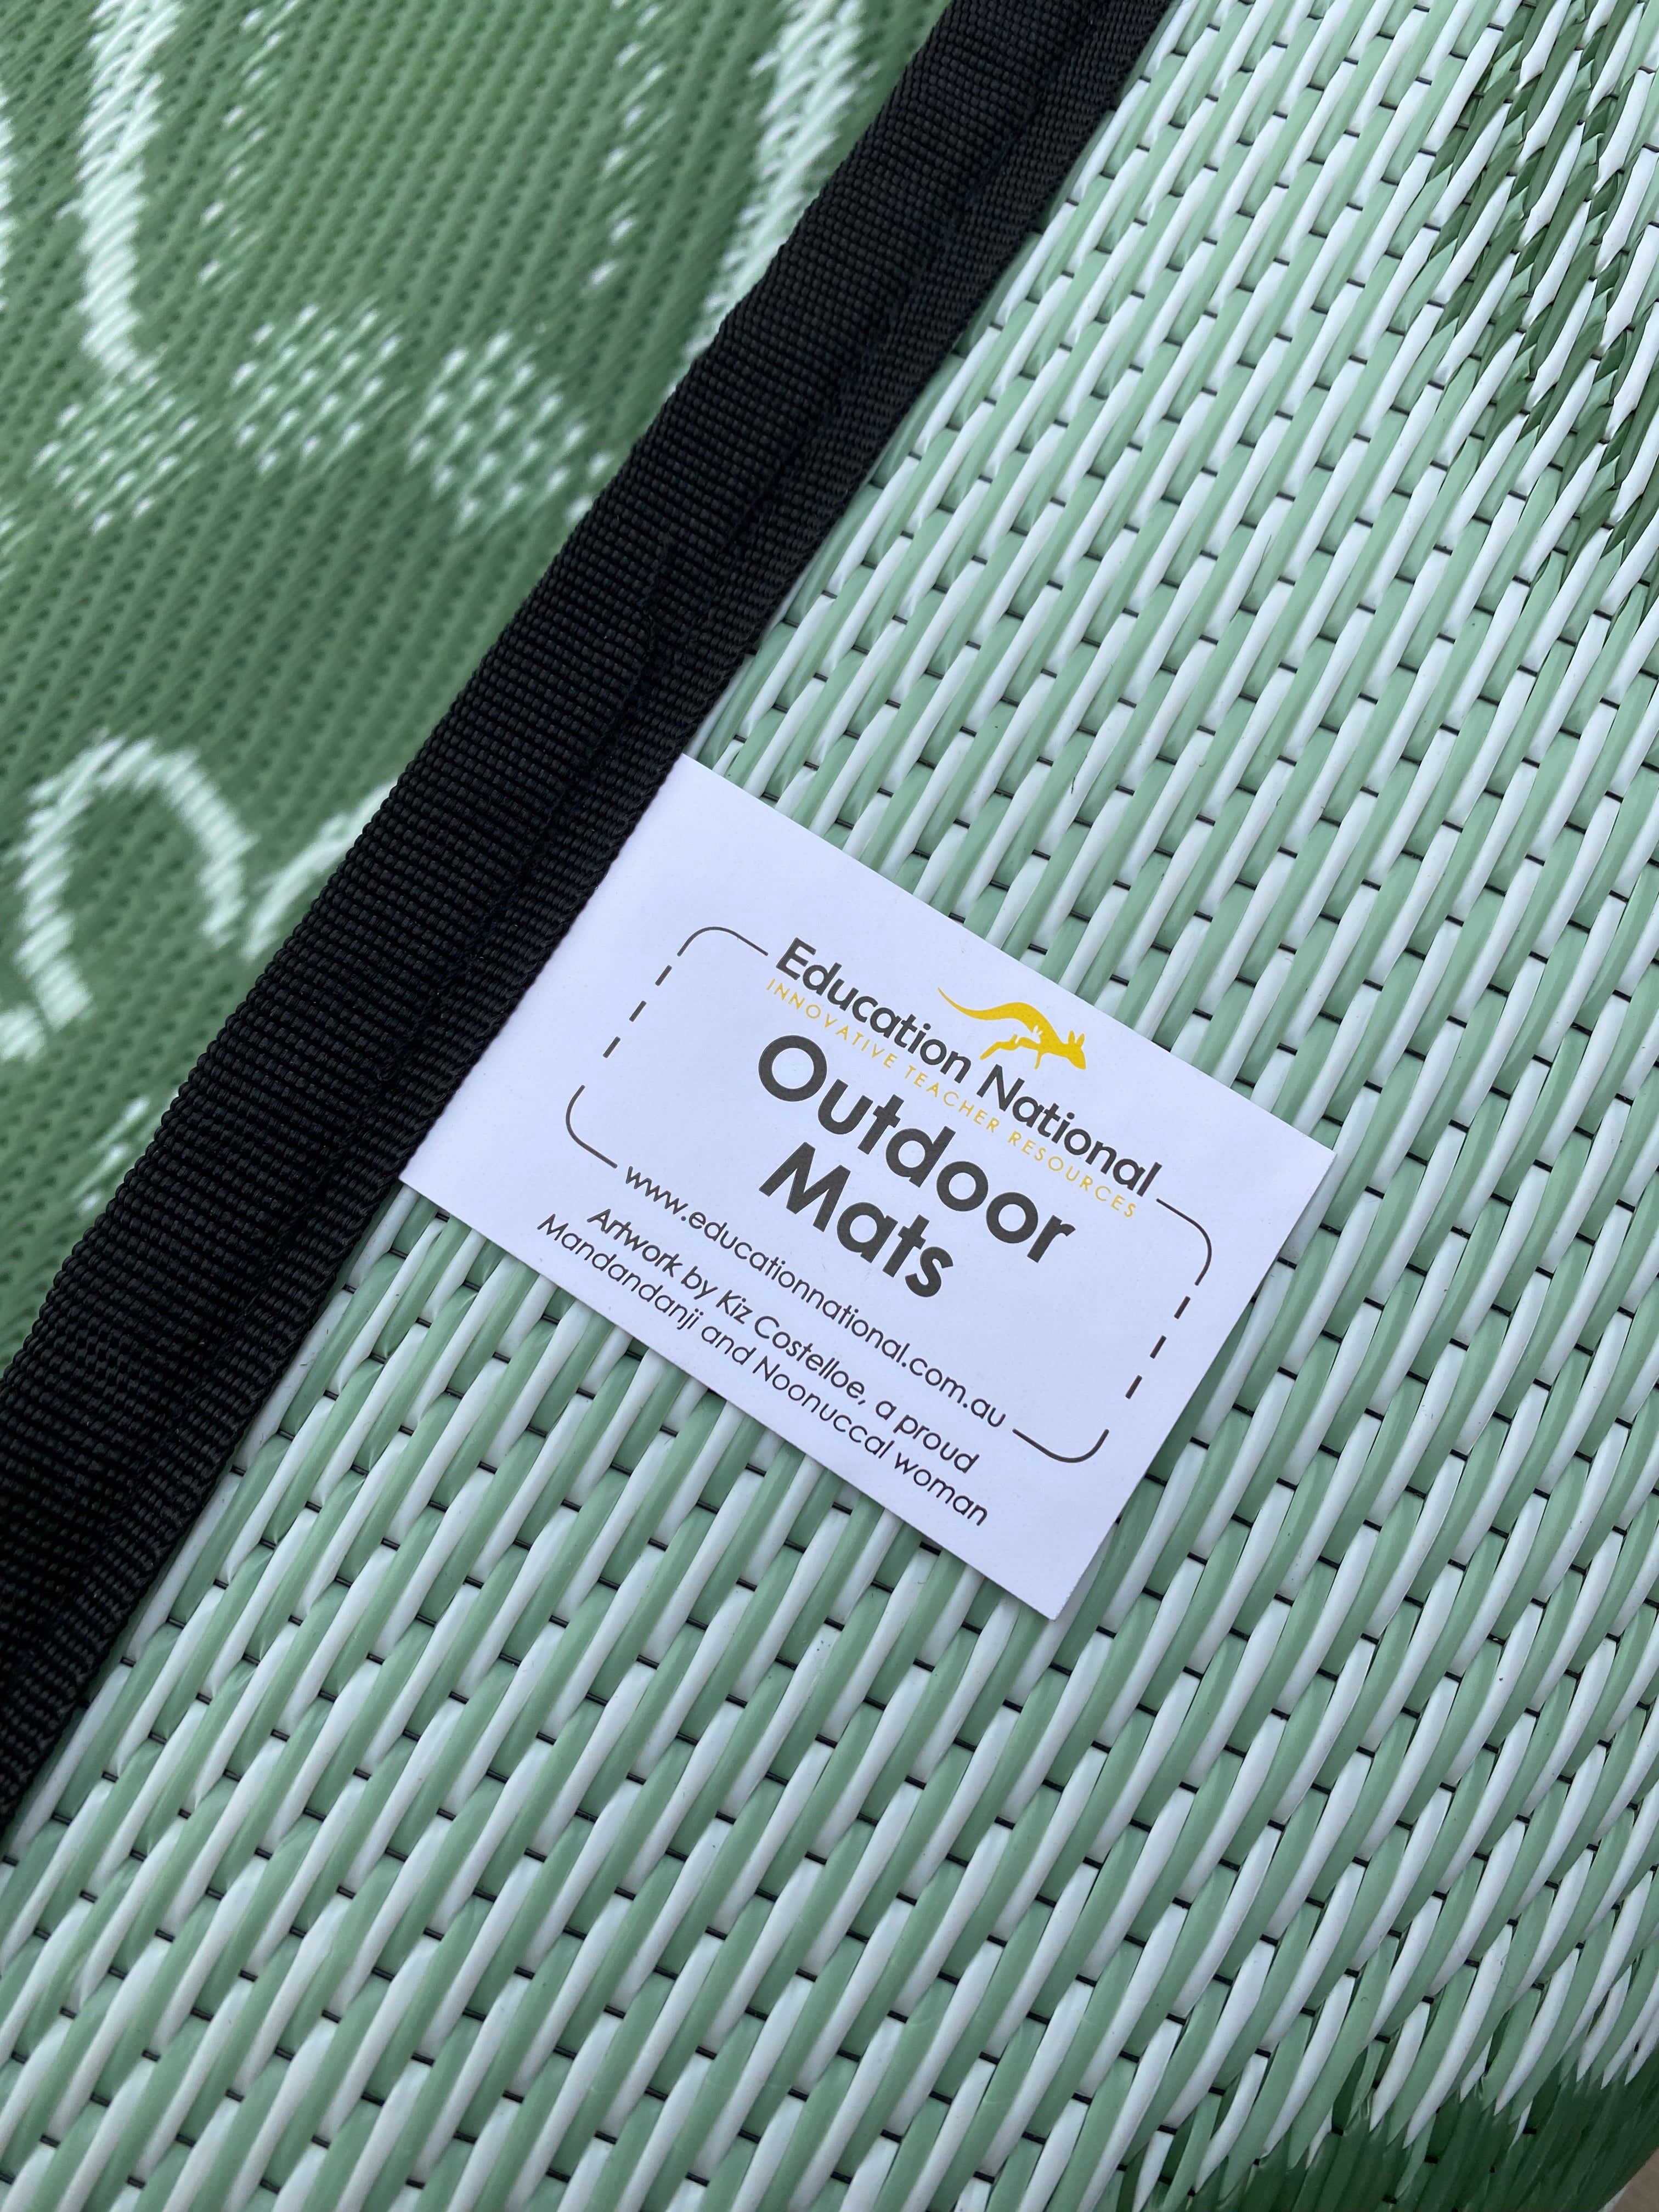 Education National
INNOVATIVE TEACHER RESOURCES
Outdoor
Mats
www.educationnational.com.au
Artwork by Kiz Costelloe, a proud
Mandandanji and Noonuccal woman